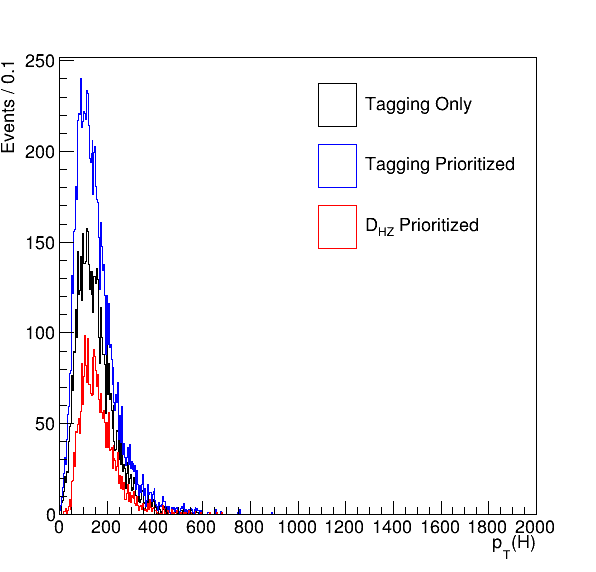 Events / 0.1
250
200
150
100
50
0
Tagging Only
Tagging Prioritized
D_HZ Prioritized
0 200 400 600 800 1000 1200 1400 1600 1800 2000
p_T(H)